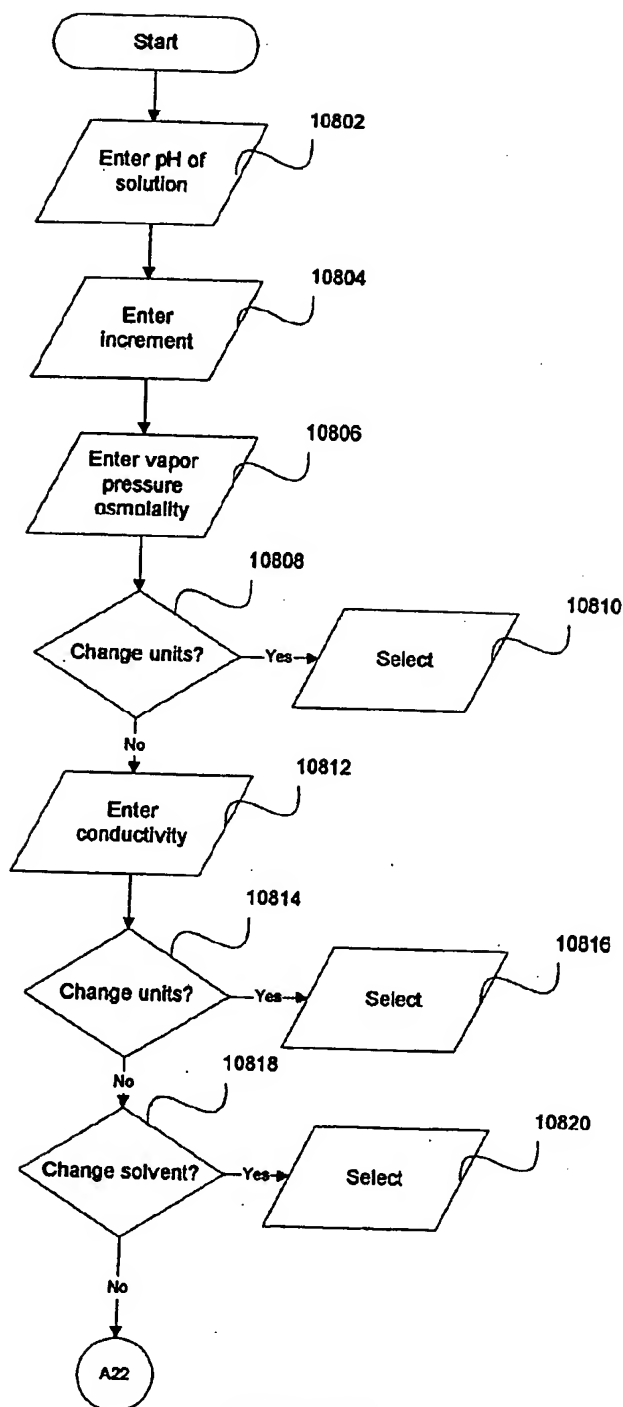 Start
10802
Enter pH of
solution
10804
Enter
increment
10806
Enter vapor
pressure
osmolality
10808
Change units?
Yes
10810
Select
No
10812
Enter
conductivity
10814
Change units?
Yes
10816
Select
No
10818
Change solvent?
Yes
10820
Select
No
A22